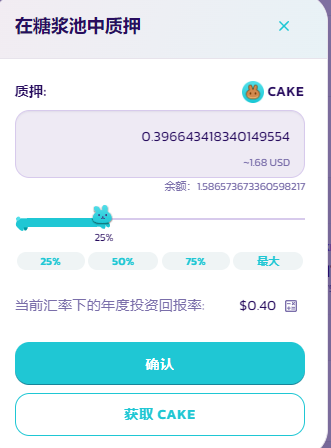 在糖浆池中质押
质押:
CAKE
0.396643418340149554
~1.68 USD
余额: 1.586573673360598217
25%
25% 50% 75% 最大
当前汇率下的年度投资回报率: $0.40
确认
获取 CAKE